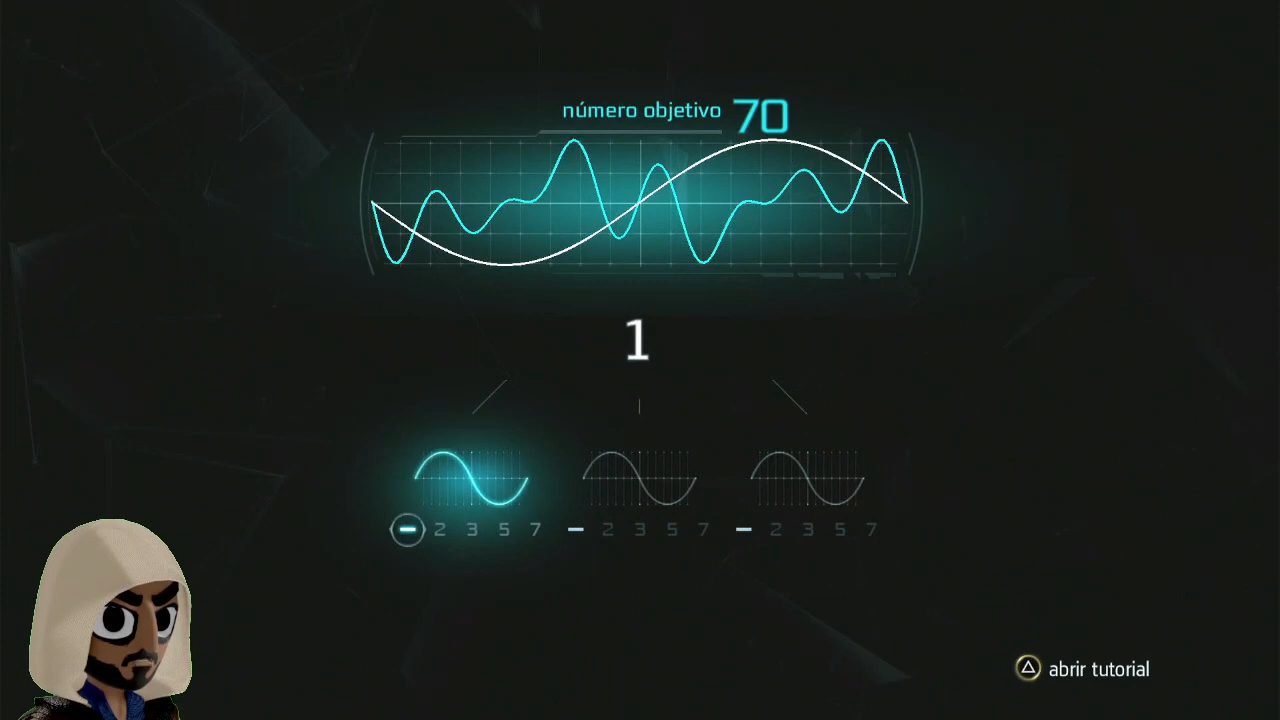 número objetivo 70
1
- 2 3 5 7 - 2 3 5 7 - 2 3 5 7
abrir tutorial